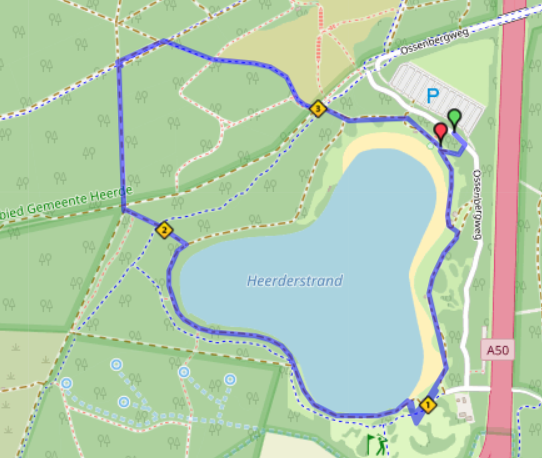 Ossenbergweg
P
3
Ossenbergweg
bied Gemeente Heerde
2
Heerderstrand
A50
1